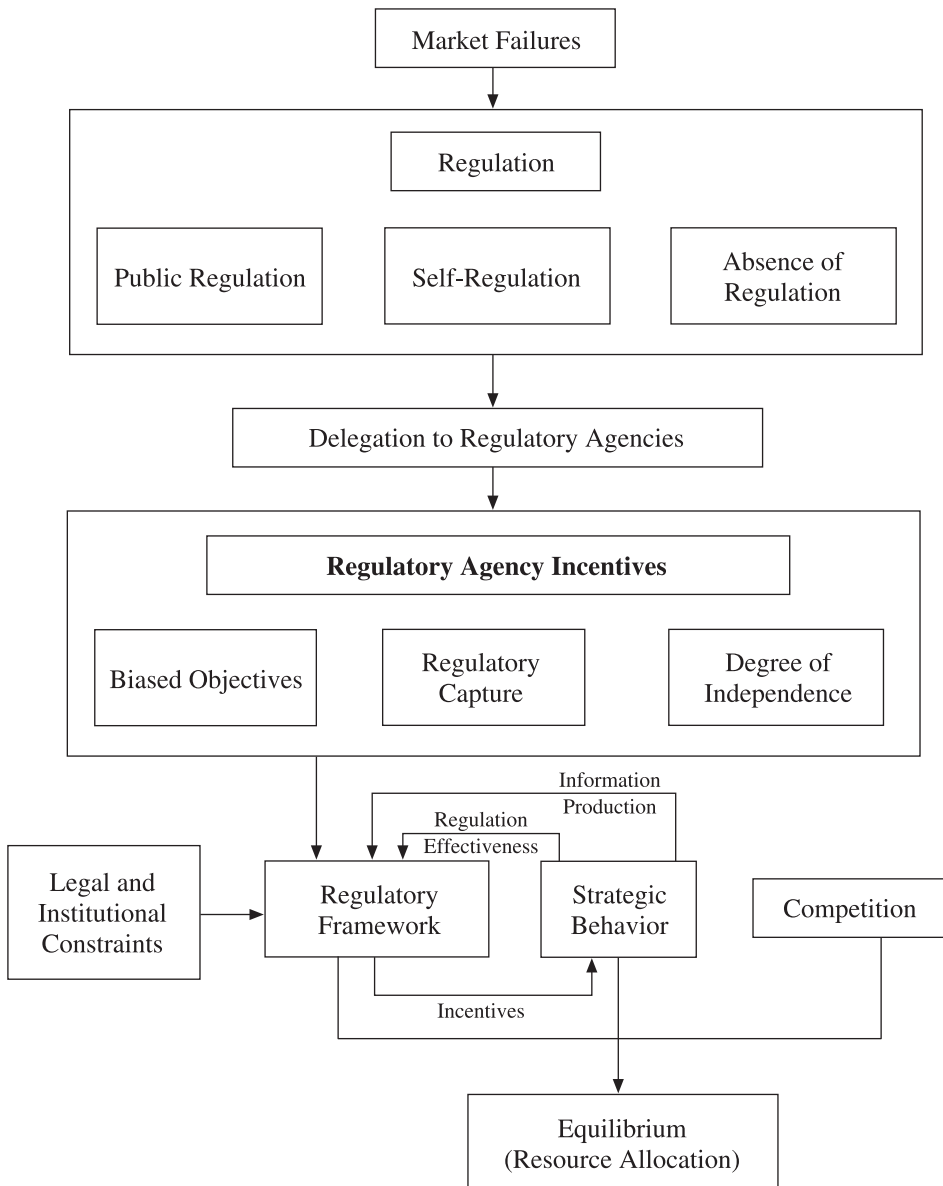 Market Failures
Regulation
Public Regulation
Self-Regulation
Absence of
Regulation
Delegation to Regulatory Agencies
Regulatory Agency Incentives
Biased Objectives
Regulatory
Capture
Degree of
Independence
Information
Production
Regulation
Effectiveness
Legal and
Institutional
Constraints
Regulatory
Framework
Strategic
Behavior
Competition
Incentives
Equilibrium
(Resource Allocation)